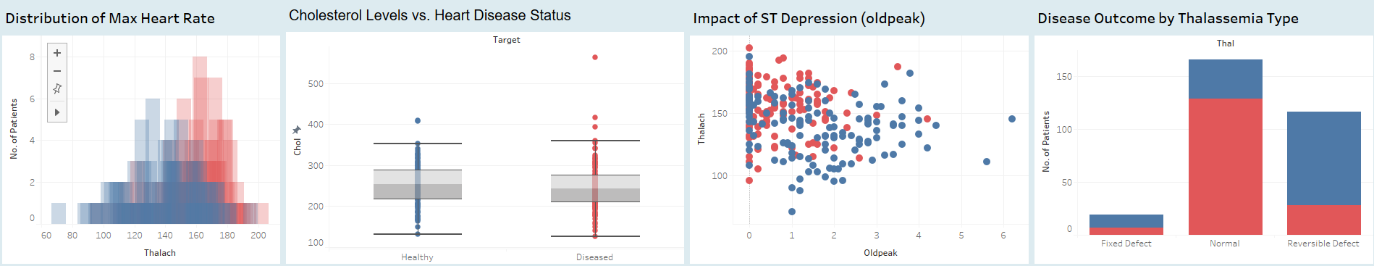 Distribution of Max Heart Rate
No. of Patients
8
6
4
2
0
60 80 100 120 140 160 180 200
Thalach
Cholesterol Levels vs. Heart Disease Status
Target
Chol
500
400
300
200
100
Healthy Diseased
Impact of ST Depression (oldpeak)
Thalach
200
150
100
0 1 2 3 4 5 6
Oldpeak
Disease Outcome by Thalassemia Type
Thal
No. of Patients
150
100
50
0
Fixed Defect Normal Reversible Defect